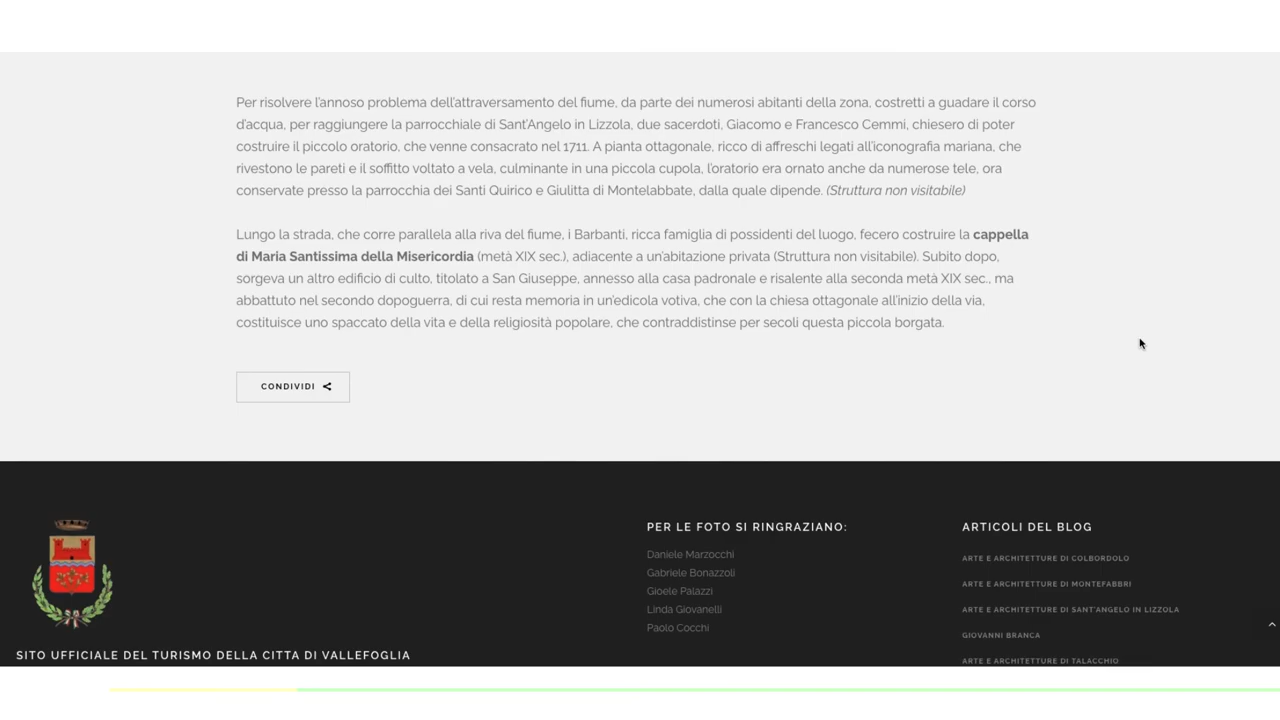 Per risolvere l'annoso problema dell'attraversamento del fiume, da parte dei numerosi abitanti della zona, costretti a guadare il corso
d'acqua, per raggiungere la parrocchiale di Sant'Angelo in Lizzola, due sacerdoti, Giacomo e Francesco Cemmi, chiesero di poter
costruire il piccolo oratorio, che venne consacrato nel 1711. A pianta ottagonale, ricco di affreschi legati all'iconografia mariana, che
rivestono le pareti e il soffitto voltato a vela, culminante in una piccola cupola, l'oratorio era ornato anche da numerose tele, ora
conservate presso la parrocchia dei Santi Quirico e Giulitta di Montelabbate, dalla quale dipende. (Struttura non visitabile)
Lungo la strada, che corre parallela alla riva del fiume, i Barbanti, ricca famiglia di possidenti del luogo, fecero costruire la cappella
di Maria Santissima della Misericordia (metà XIX sec.), adiacente a un'abitazione privata (Struttura non visitabile). Subito dopo,
sorgeva un altro edificio di culto, titolato a San Giuseppe, annesso alla casa padronale e risalente alla seconda metà XIX sec., ma
abbattuto nel secondo dopoguerra, di cui resta memoria in un'edicola votiva, che con la chiesa ottagonale all'inizio della via,
costituisce uno spaccato della vita e della religiosità popolare, che contraddistinse per secoli questa piccola borgata.
CONDIVIDI
SITO UFFICIALE DEL TURISMO DELLA CITTA DI VALLEFOGLIA
PER LE FOTO SI RINGRAZIANO:
Daniele Marzocchi
Gabriele Bonazzoli
Gioele Palazzi
Linda Giovanelli
Paolo Cocchi
ARTICOLI DEL BLOG
ARTE E ARCHITETTURE DI COLBORDOLO
ARTE E ARCHITETTURE DI MONTEFABBRI
ARTE E ARCHITETTURE DI SANT'ANGELO IN LIZZOLA
GIOVANNI BRANCA
ARTE E ARCHITETTURE DI TALACCHIO